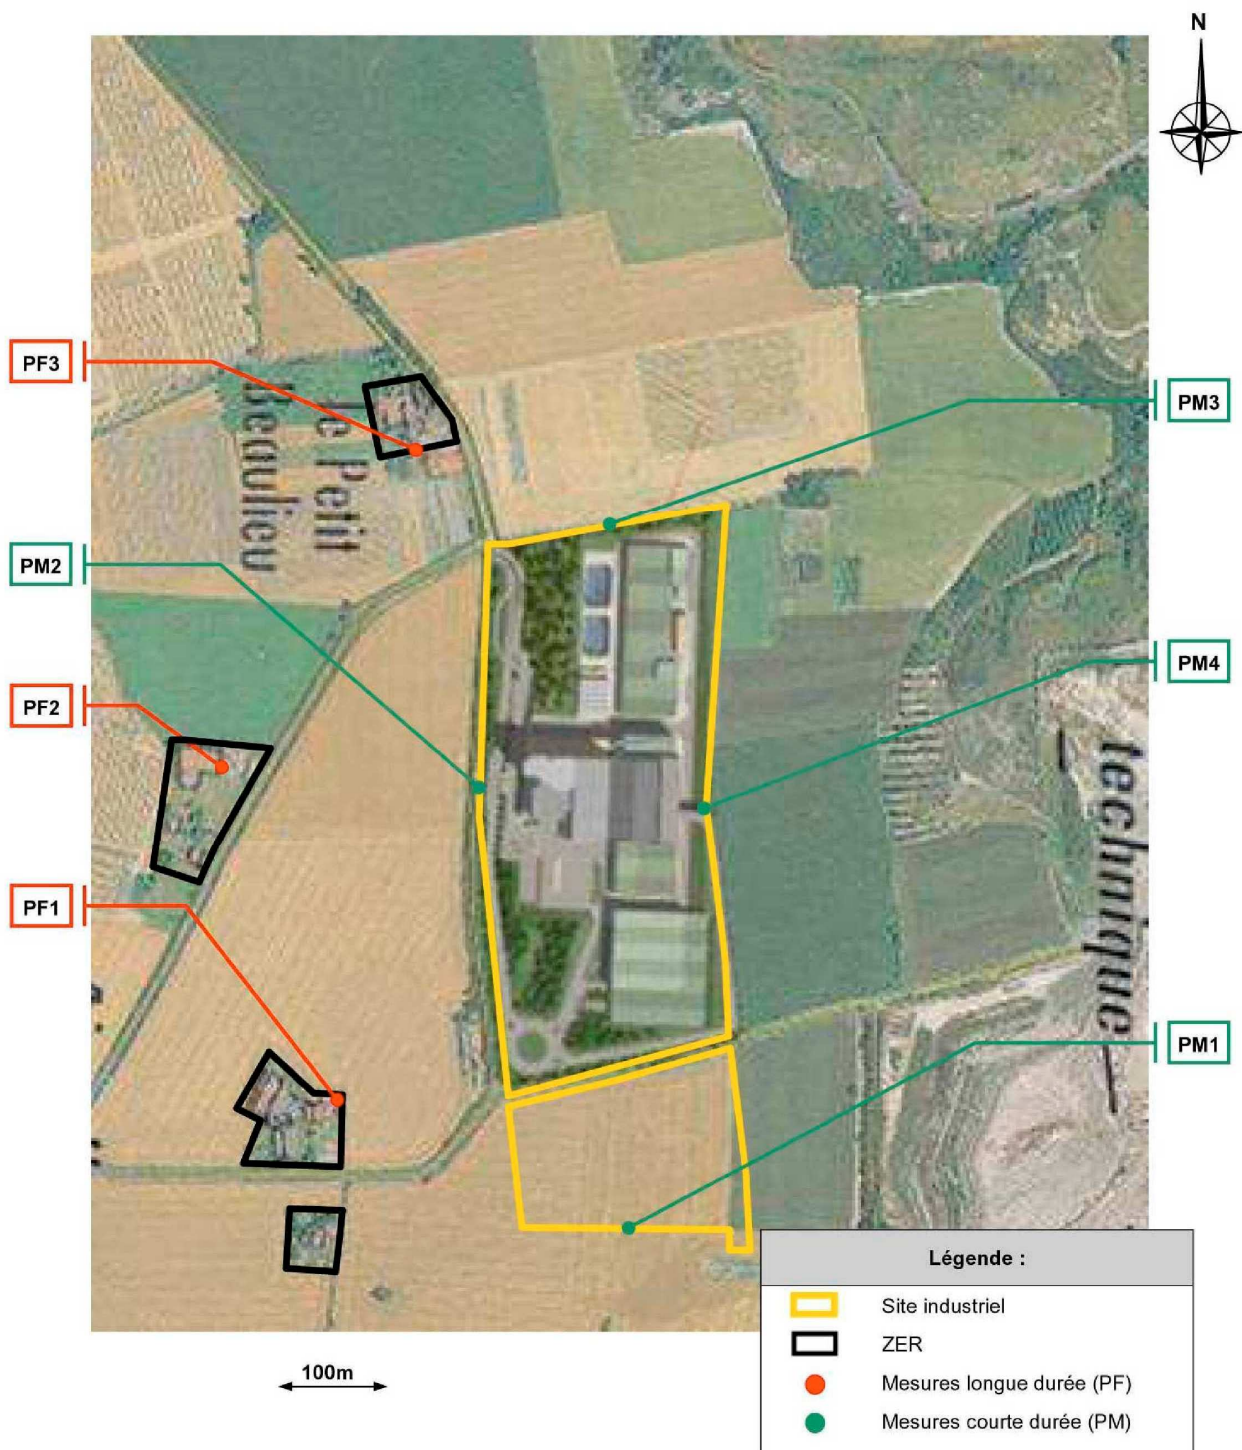 N
PF3
PM3
Le Petit
Beaulieu
PM2
PM4
PF2
technique
PF1
PM1
Légende :
Site industriel
ZER
100m
Mesures longue durée (PF)
Mesures courte durée (PM)